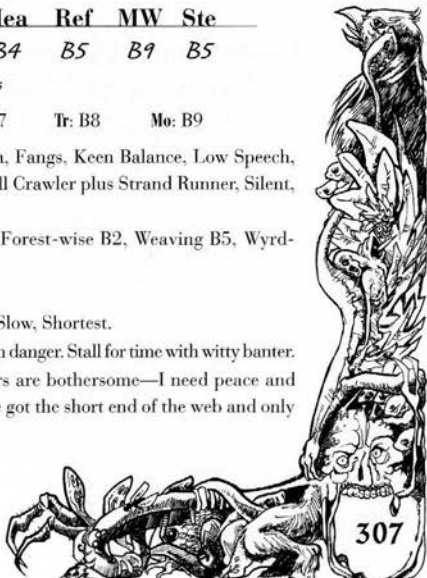 Hea Ref MW Ste
B4 B5 B9 B5
7 Tr: B8 Mo: B9
, Fangs, Keen Balance, Low Speech,
ll Crawler plus Strand Runner, Silent,
Forest-wise B2, Weaving B5, Wyrd-
Slow, Shortest.
n danger. Stall for time with witty banter.
rs are bothersome—I need peace and
got the short end of the web and only
307